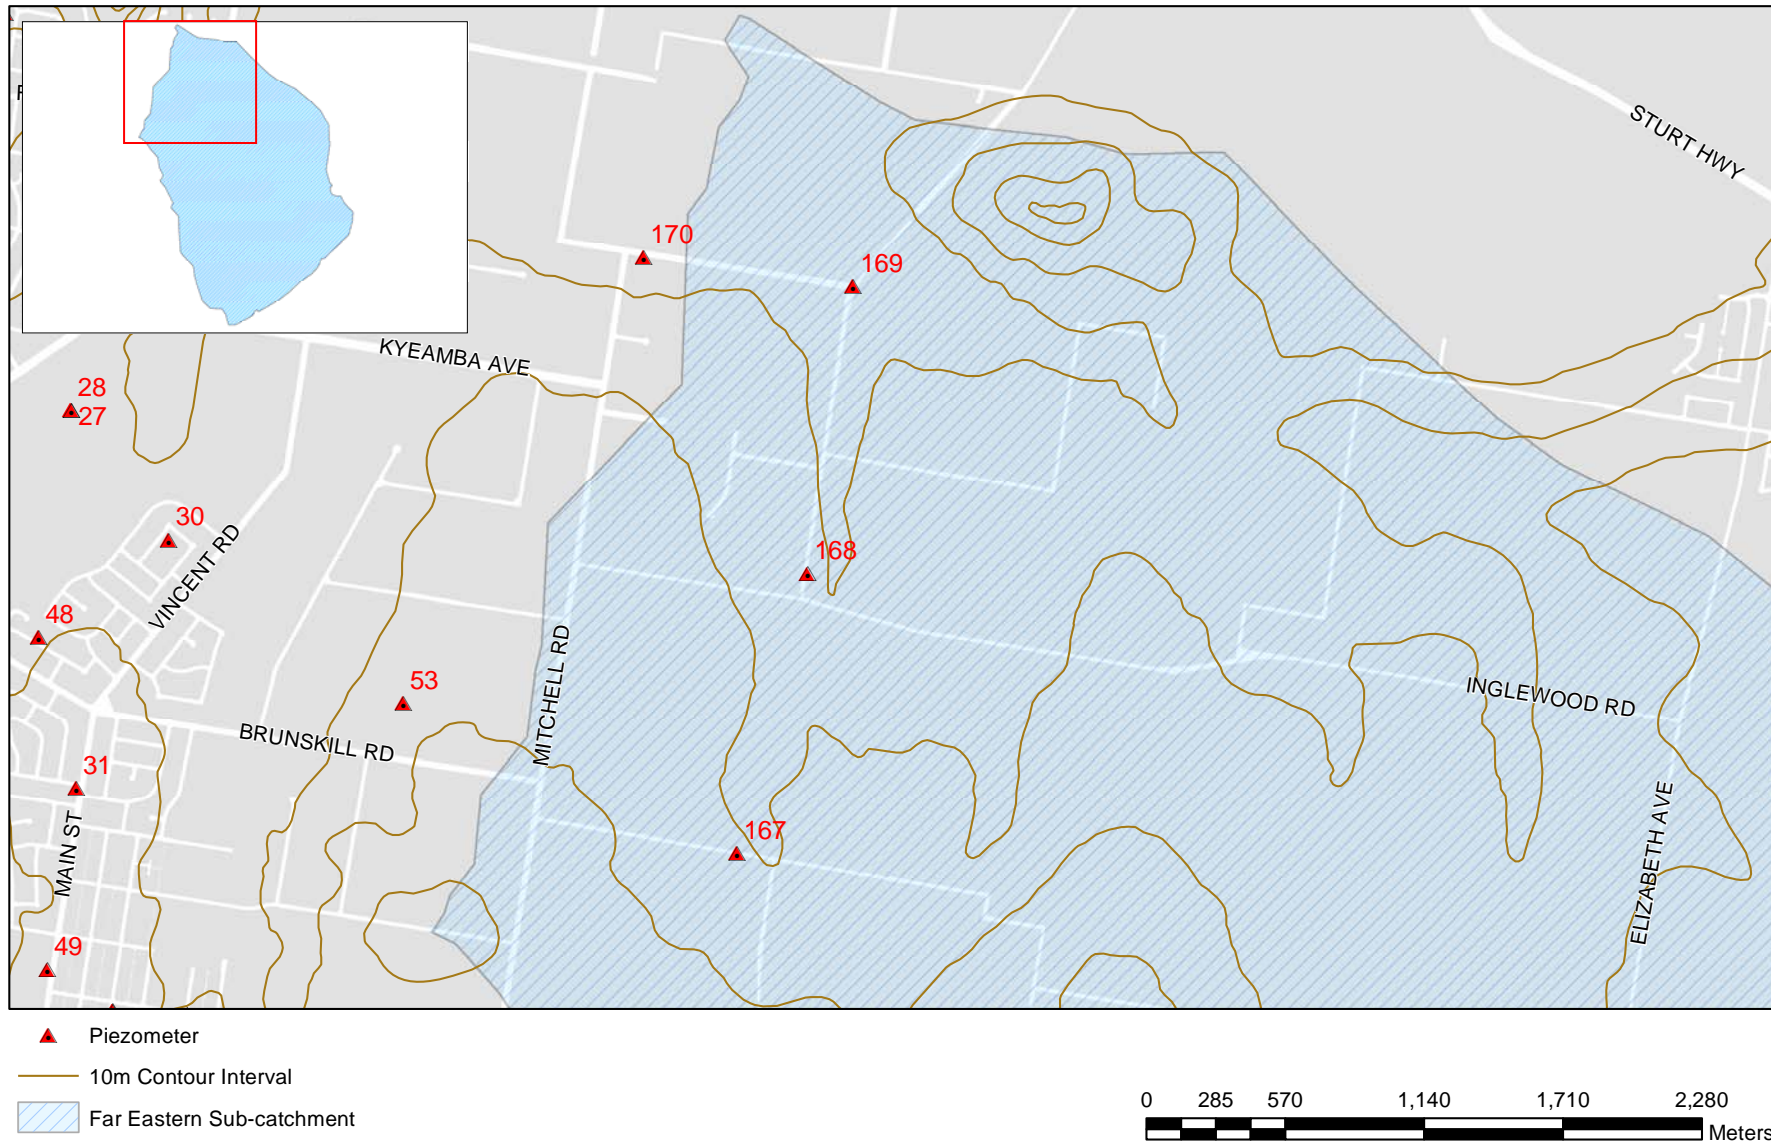 STURT HWY
170
169
KYEAMBA AVE
28
27
30
VINCENT RD
168
48
53
MITCHELL RD
INGLEWOOD RD
BRUNSKILL RD
31
MAIN ST
167
ELIZABETH AVE
49
Piezometer
10m Contour Interval
Far Eastern Sub-catchment
0 285 570 1,140 1,710 2,280
Meters